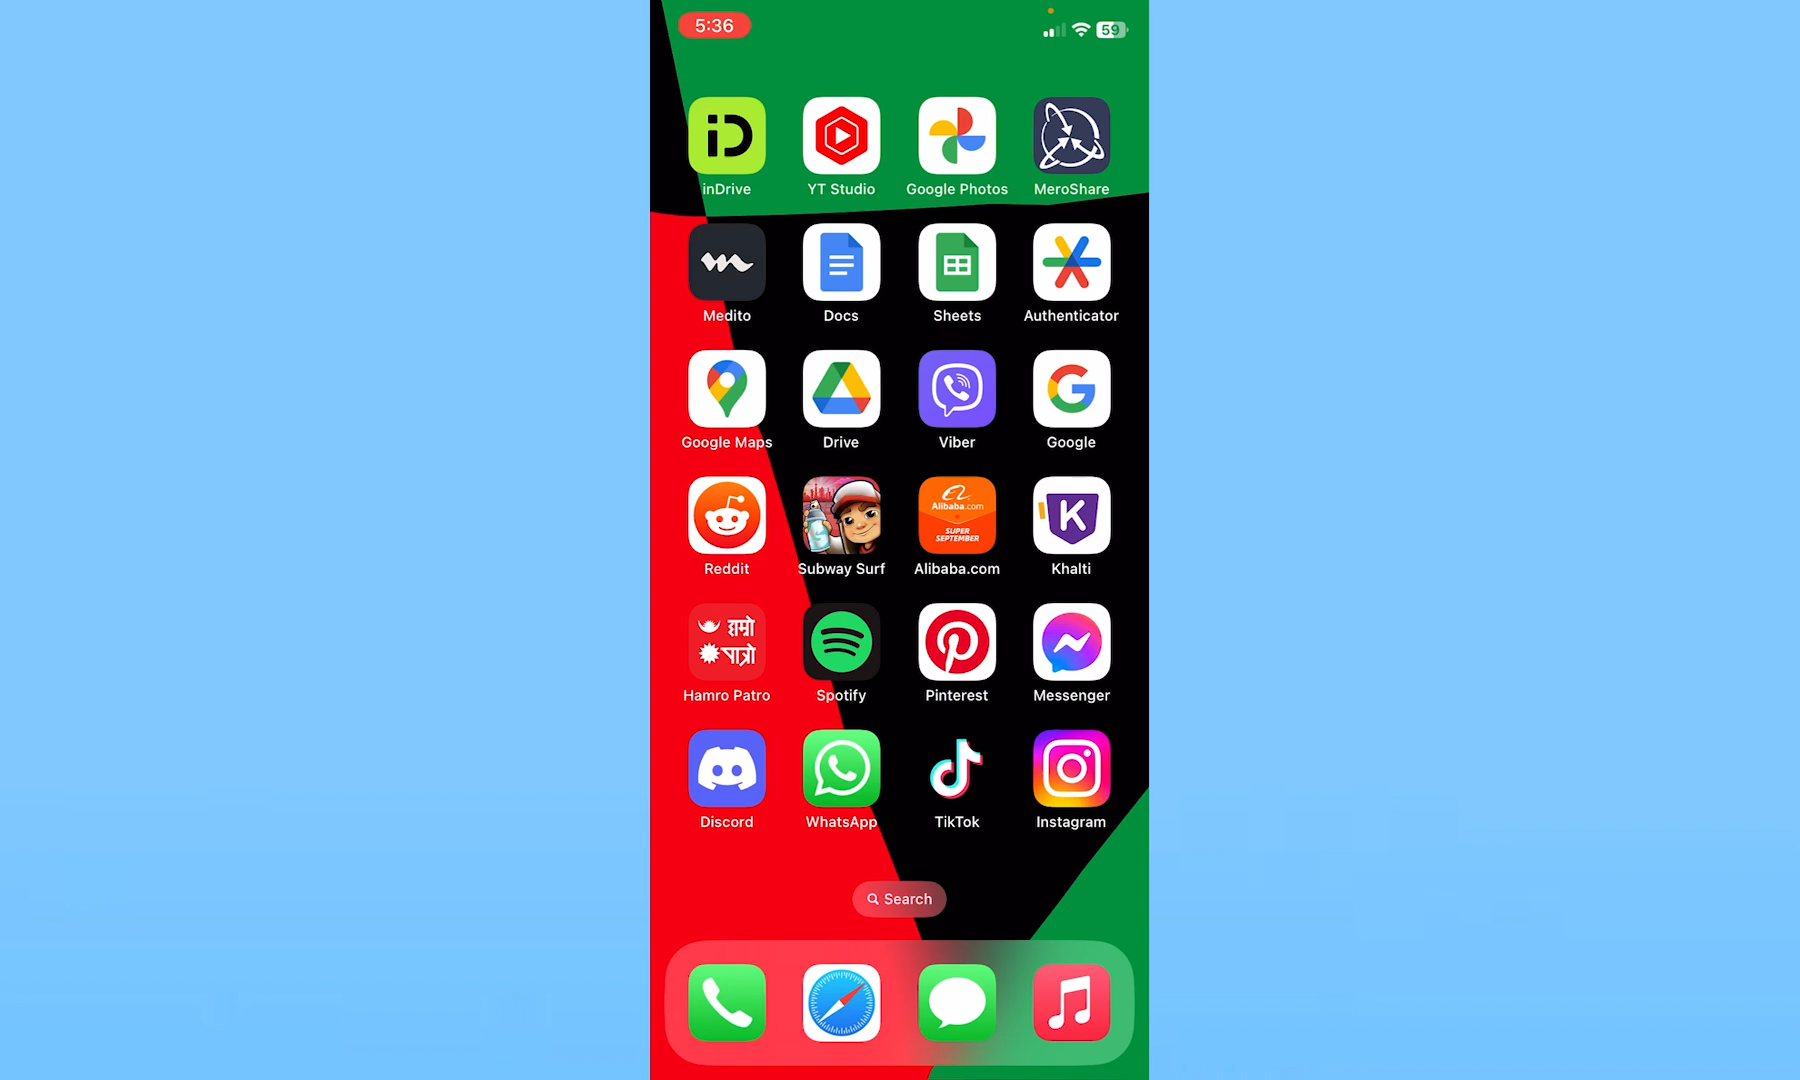 5:36
59
iD
inDrive
YT Studio
Google Photos
MeroShare
Medito
Docs
Sheets
Authenticator
Google Maps
Drive
Viber
Google
Alibaba.com
SUPER
SEPTEMBER
K
Reddit
Subway Surf
Alibaba.com
Khalti
हाम्रो
पात्रो
Hamro Patro
Spotify
Pinterest
Messenger
Discord
WhatsApp
TikTok
Instagram
Search